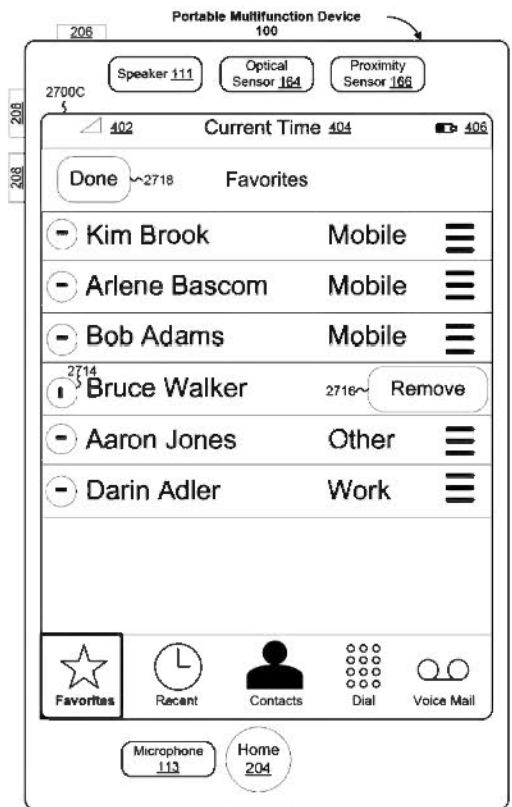 Portable Multifunction Device
100
206
Speaker 111
Optical
Sensor 164
Proximity
Sensor 166
2700C
208
402
Current Time 404
406
208
Done
2718
Favorites
Kim Brook
Mobile
Arlene Bascom
Mobile
Bob Adams
Mobile
2714
Bruce Walker
2716
Remove
Aaron Jones
Other
Darin Adler
Work
Favorites
Recent
Contacts
Dial
Voice Mail
Microphone
113
Home
204